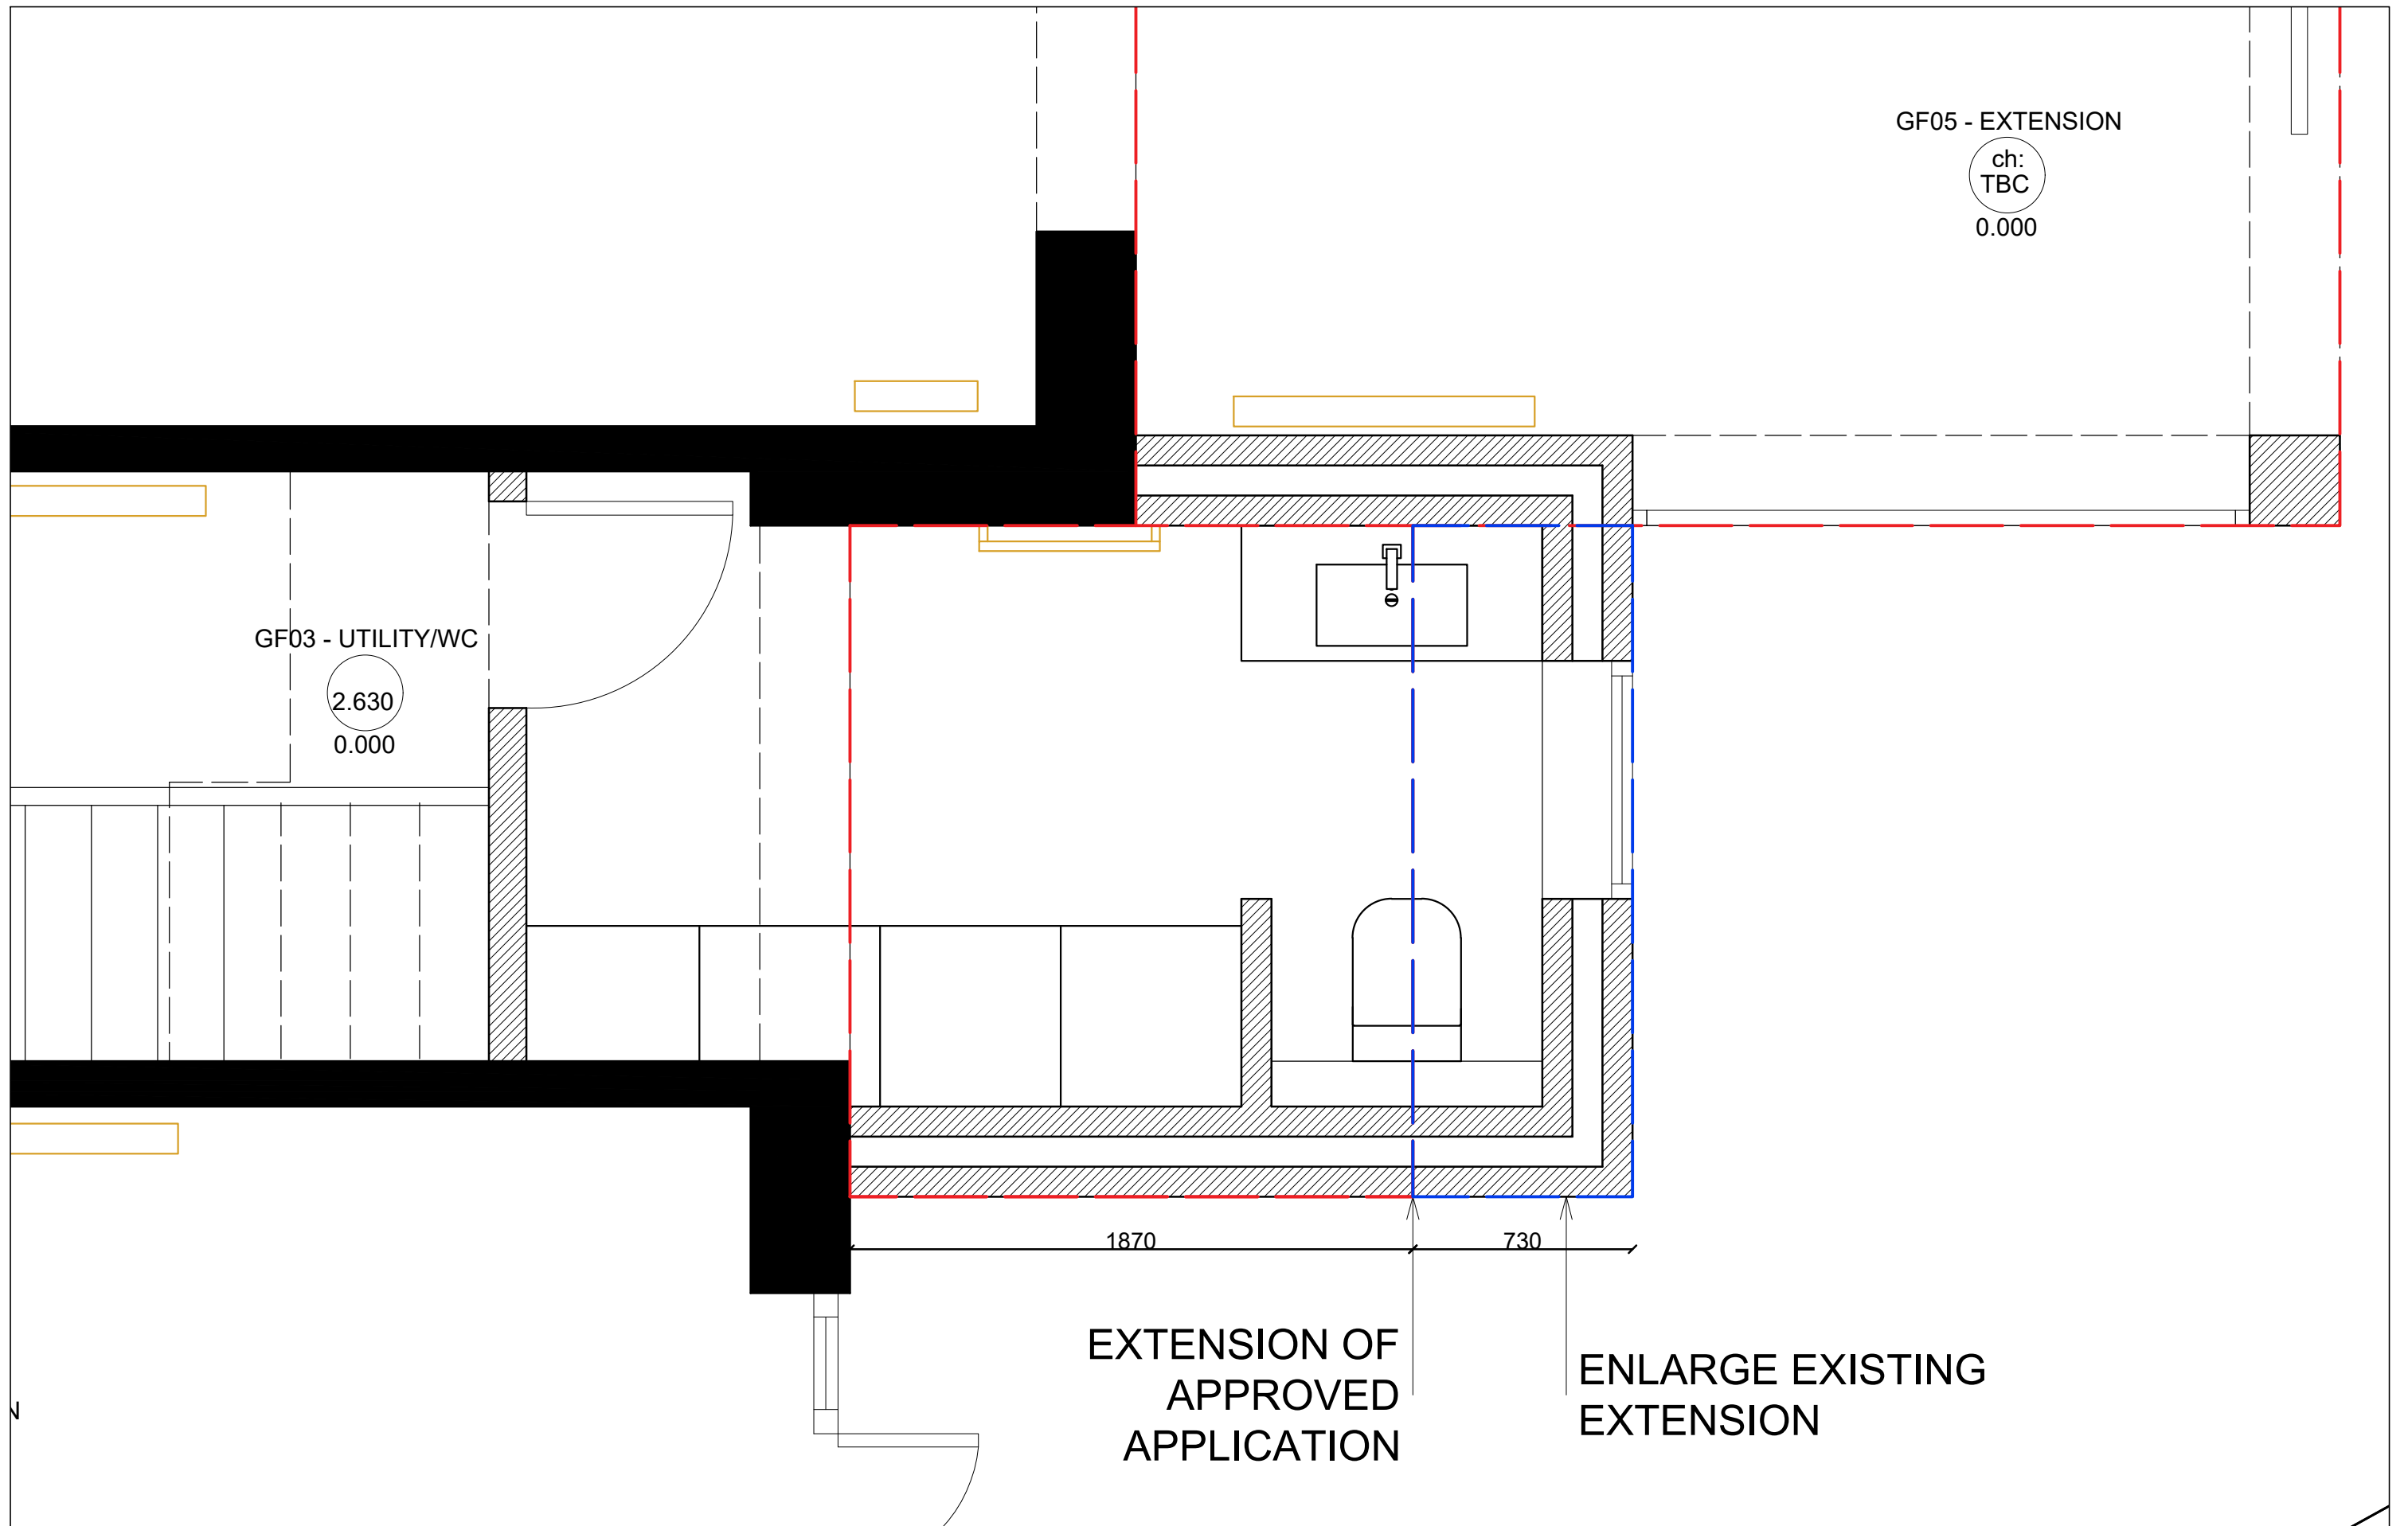 GF05 - EXTENSION
ch:
TBC
0.000
GF03 - UTILITY/WC
2.630
0.000
1870
730
EXTENSION OF
APPROVED
APPLICATION
ENLARGE EXISTING
EXTENSION
N